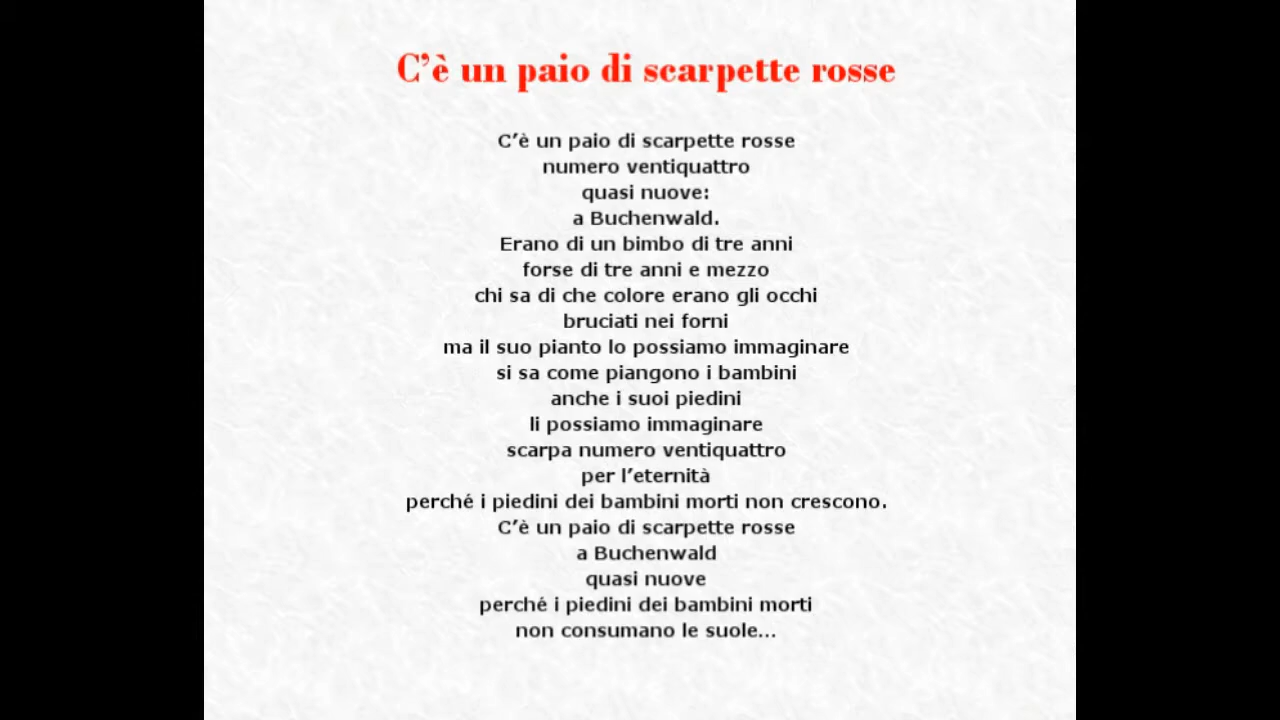 C’è un paio di scarpette rosse
C’è un paio di scarpette rosse
numero ventiquattro
quasi nuove:
a Buchenwald.
Erano di un bimbo di tre anni
forse di tre anni e mezzo
chi sa di che colore erano gli occhi
bruciati nei forni
ma il suo pianto lo possiamo immaginare
si sa come piangono i bambini
anche i suoi piedini
li possiamo immaginare
scarpa numero ventiquattro
per l’eternità
perché i piedini dei bambini morti non crescono.
C’è un paio di scarpette rosse
a Buchenwald
quasi nuove
perché i piedini dei bambini morti
non consumano le suole...